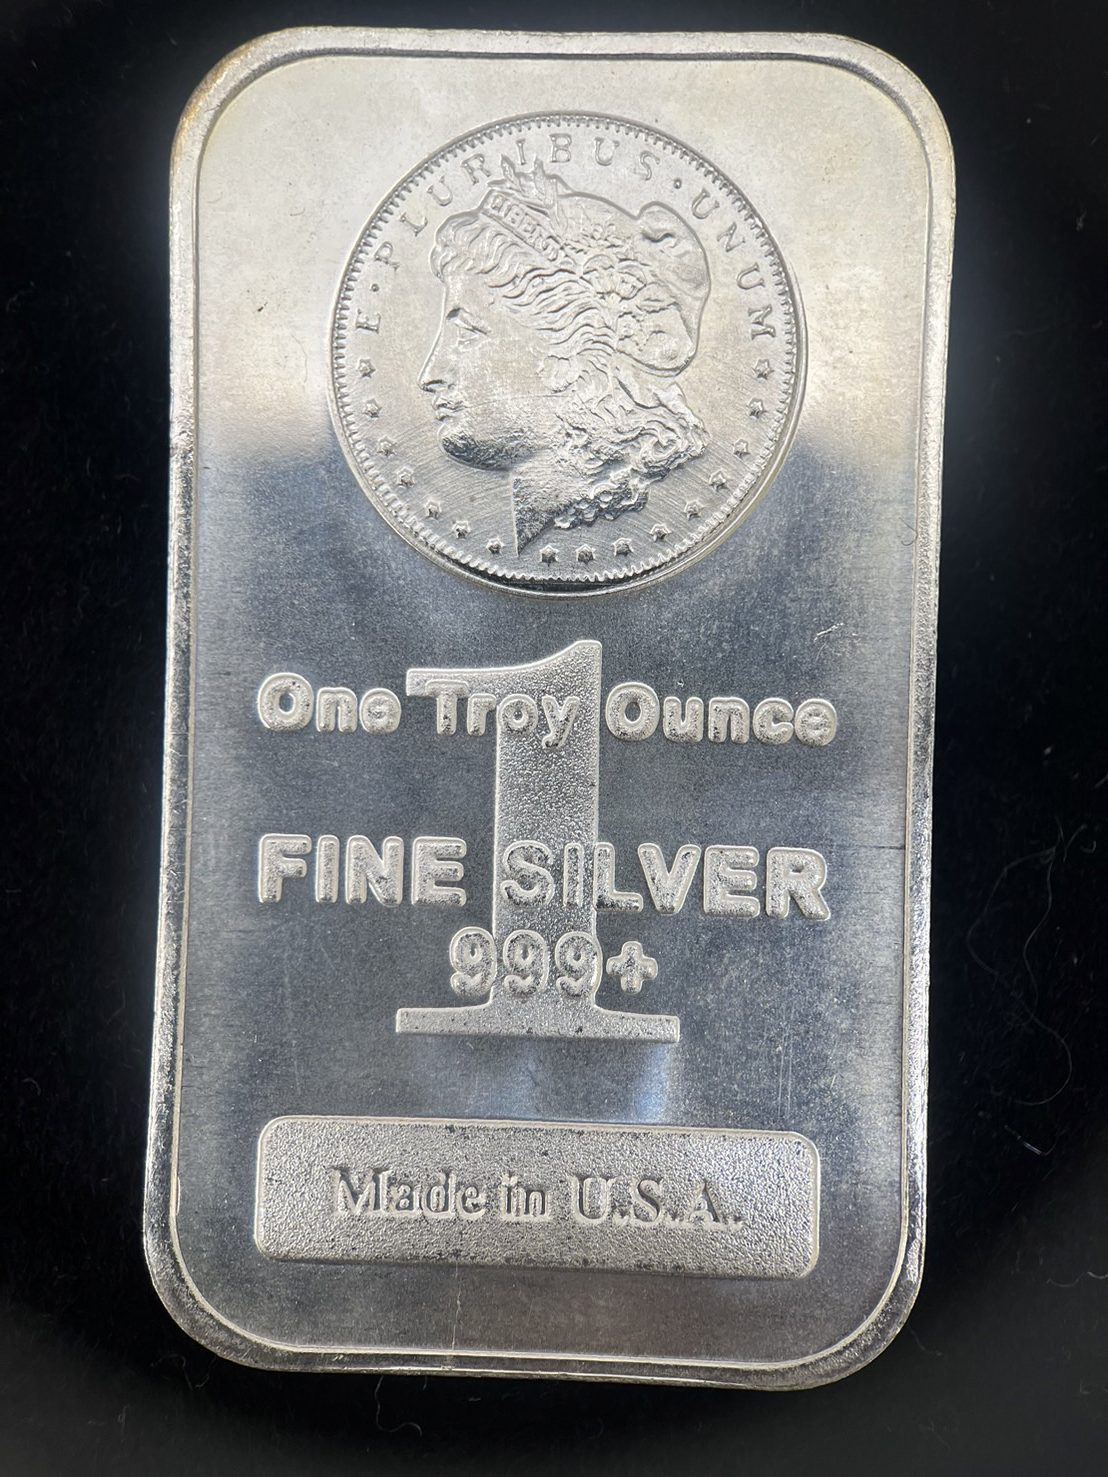 E·PLURIBUS·UNUM
LIBERTY
1
One Troy Ounce
FINE SILVER
999+
Made in U.S.A.